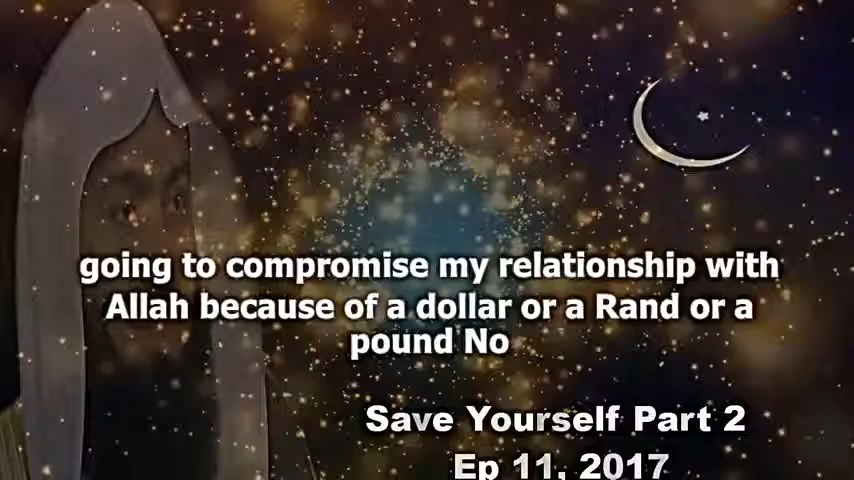 going to compromise my relationship with
Allah because of a dollar or a Rand or a
pound No
Save Yourself Part 2
Ep 11, 2017